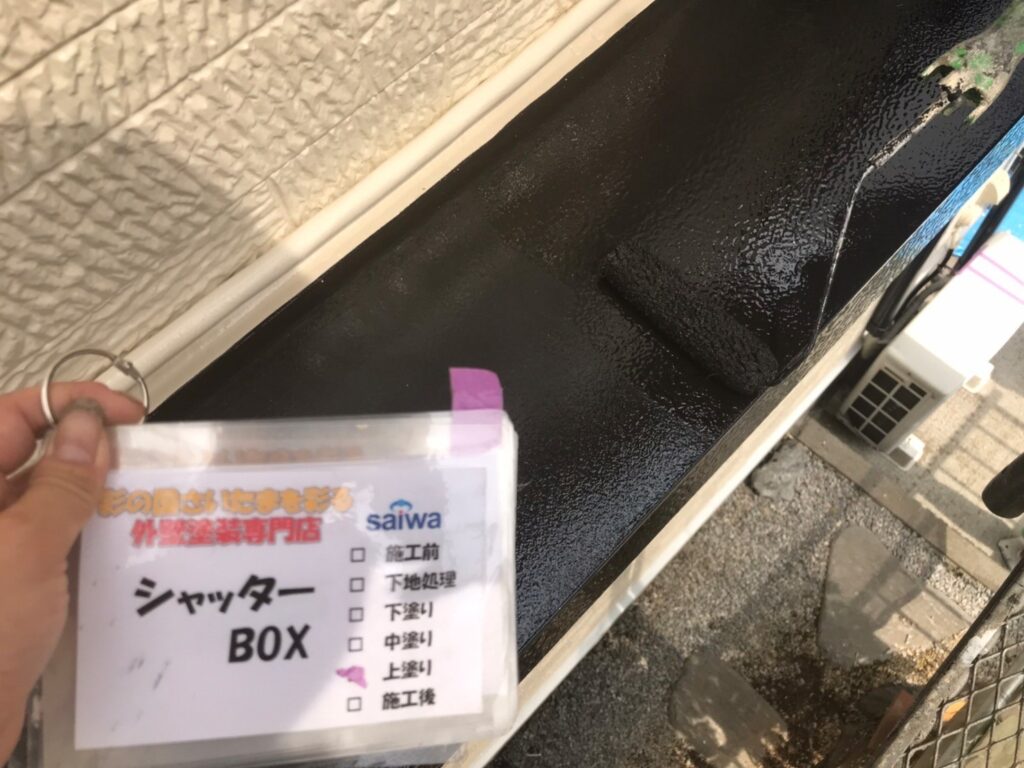 彩の国さいたまを彩る
外壁塗装専門店
saiwa
シャッター
BOX
□ 施工前
□ 下地処理
□ 下塗り
□ 中塗り
上塗り
□ 施工後